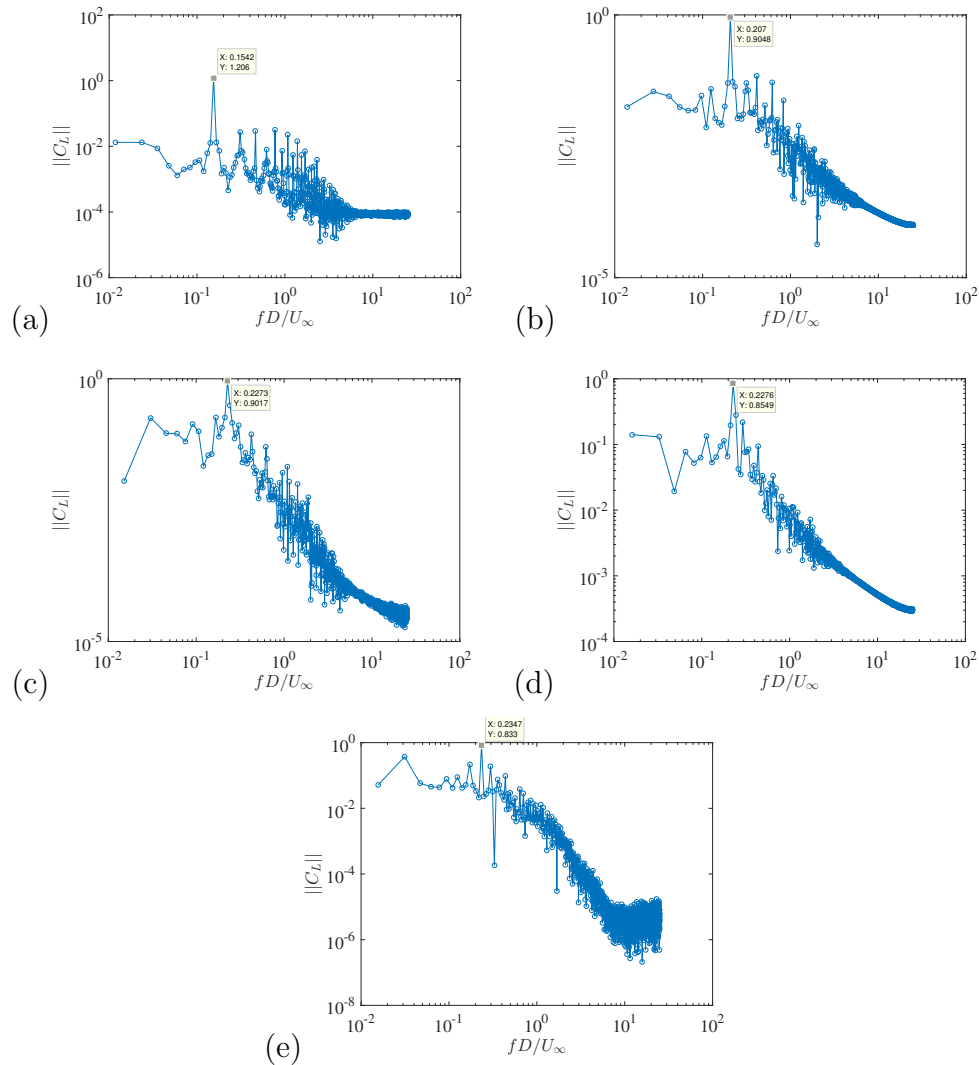 10^2
10^0
10^-2
10^-4
10^-6
||C_L||
X: 0.1542
Y: 1.206
10^-2
10^-1
10^0
10^1
10^2
fD/U_∞
(a)
10^0
10^-5
||C_L||
X: 0.207
Y: 0.9048
10^-2
10^-1
10^0
10^1
10^2
fD/U_∞
(b)
10^0
10^-5
||C_L||
X: 0.2273
Y: 0.9017
10^-2
10^-1
10^0
10^1
10^2
fD/U_∞
(c)
10^0
10^-1
10^-2
10^-3
10^-4
||C_L||
X: 0.2276
Y: 0.8549
10^-2
10^-1
10^0
10^1
10^2
fD/U_∞
(d)
X: 0.2347
Y: 0.833
10^0
10^-2
10^-4
10^-6
10^-8
||C_L||
10^-2
10^-1
10^0
10^1
10^2
fD/U_∞
(e)